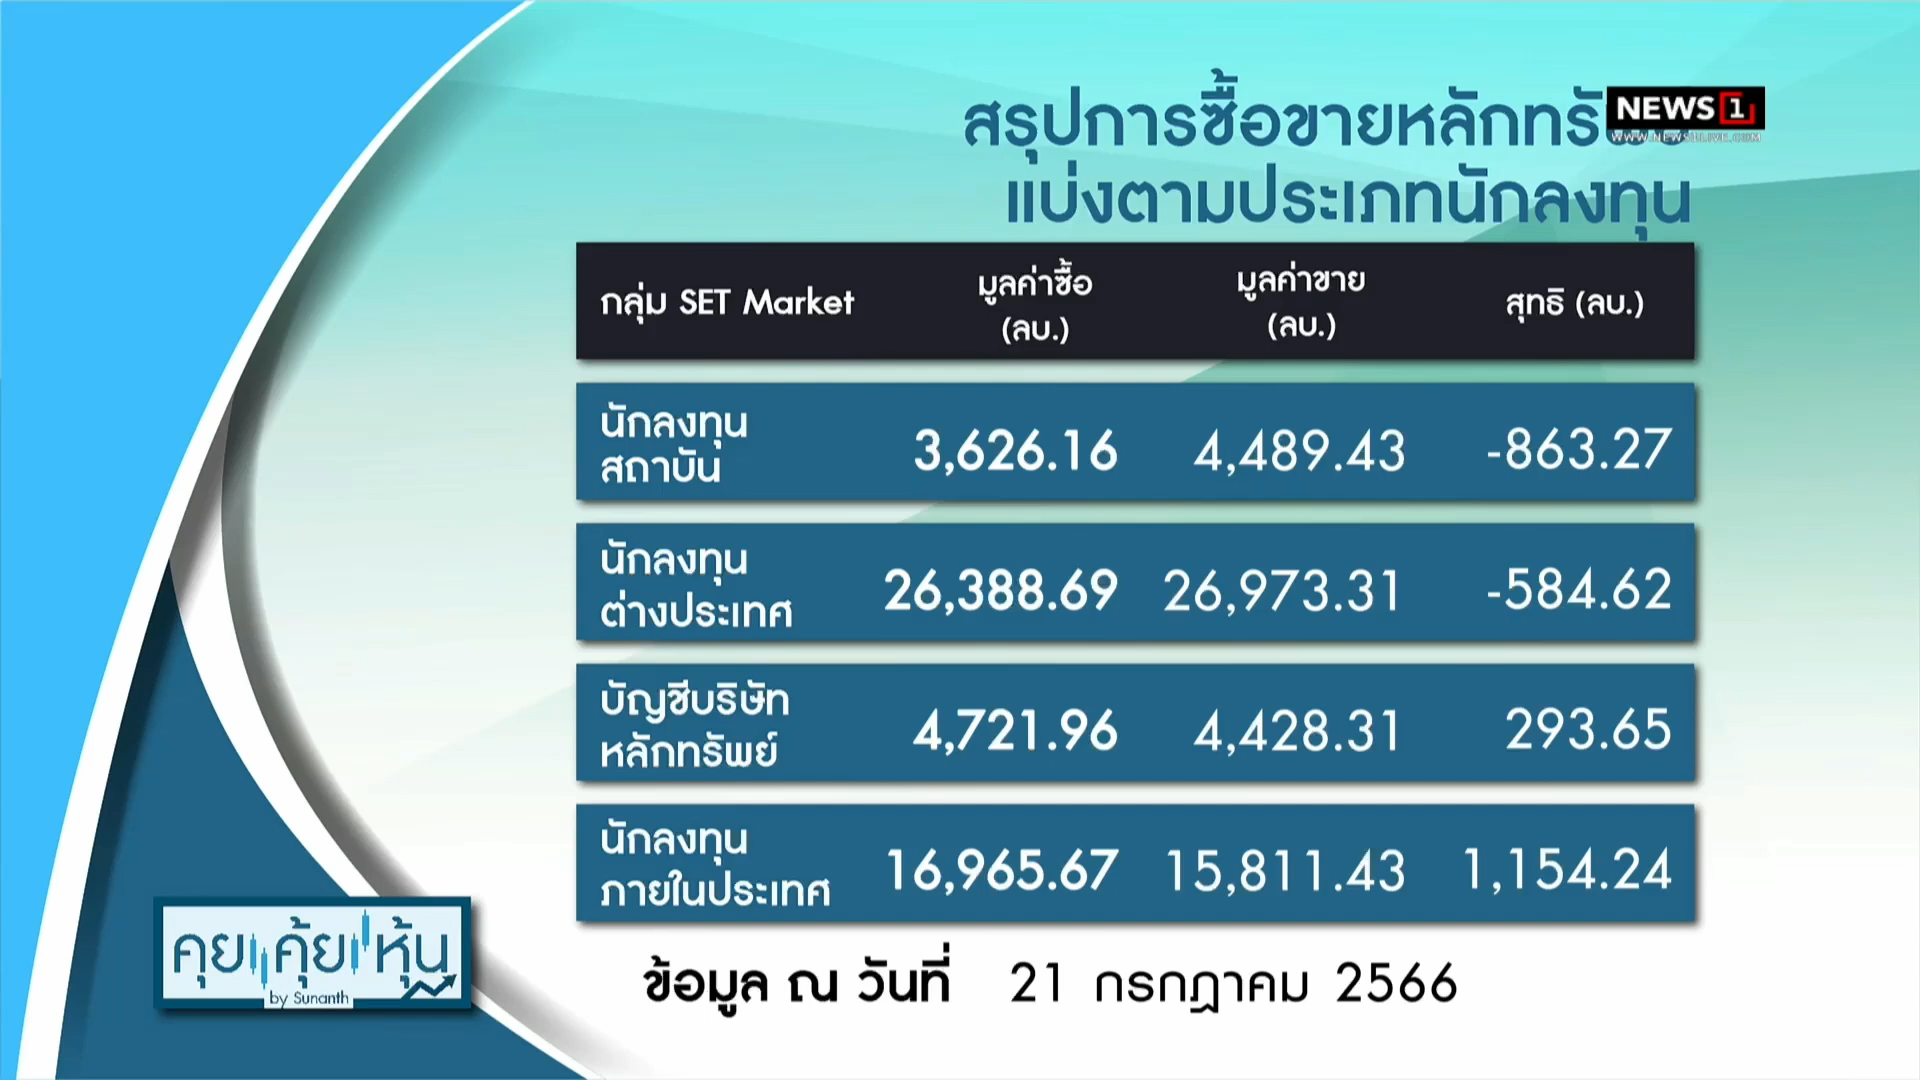 สรุปการซื้อขายหลักทรั
NEWS 1
WWW.NEWS1LIVE.COM
แบ่งตามประเภทนักลงทุน
กลุ่ม SET Market มูลค่าซื้อ (ลบ.) มูลค่าขาย (ลบ.) สุทธิ (ลบ.)
นักลงทุน
สถาบัน 3,626.16 4,489.43 -863.27
นักลงทุน
ต่างประเทศ 26,388.69 26,973.31 -584.62
บัญชีบริษัท
หลักทรัพย์ 4,721.96 4,428.31 293.65
นักลงทุน
ภายในประเทศ 16,965.67 15,811.43 1,154.24
ข้อมูล ณ วันที่ 21 กรกฎาคม 2566
คุย คุ้ย หุ้น
by Sunanth